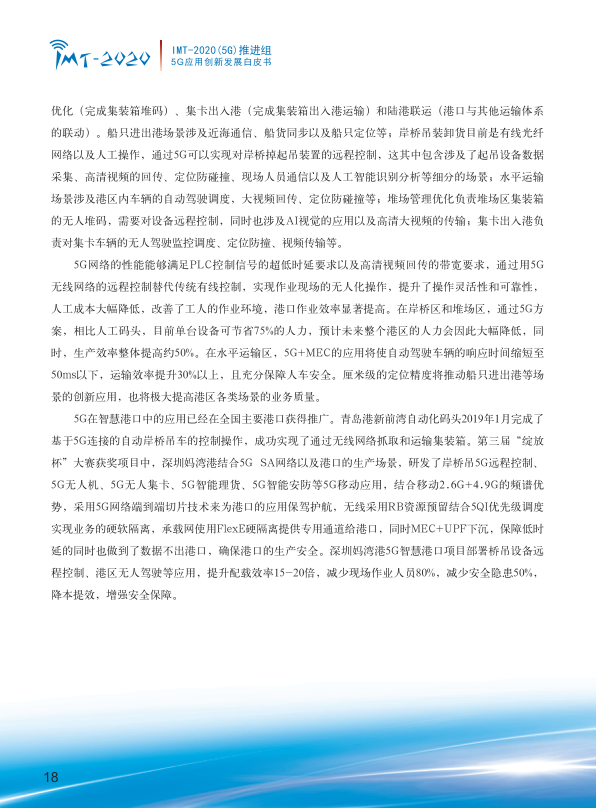 IMT-2020
IMT-2020(5G)推进组
5G应用创新发展白皮书
优化（完成集装箱堆码）、集卡出入港（完成集装箱出入港运输）和陆港联运（港口与其他运输体系
的联动）。船只进出港场景涉及近海通信、船货同步以及船只定位等；岸桥吊装卸货目前是有线光纤
网络以及人工操作，通过5G可以实现对岸桥掉起吊装置的远程控制，这其中包含涉及了起吊设备数据
采集、高清视频的回传、定位防碰撞、现场人员通信以及人工智能识别分析等细分的场景；水平运输
场景涉及港区内车辆的自动驾驶调度，大视频回传、定位防碰撞等；堆场管理优化负责堆场区集装箱
的无人堆码，需要对设备远程控制，同时也涉及AI视觉的应用以及高清大视频的传输；集卡出入港负
责对集卡车辆的无人驾驶监控调度、定位防撞、视频传输等。
5G网络的性能能够满足PLC控制信号的超低时延要求以及高清视频回传的带宽要求，通过用5G
无线网络的远程控制替代传统有线控制，实现作业现场的无人化操作，提升了操作灵活性和可靠性，
人工成本大幅降低，改善了工人的作业环境，港口作业效率显著提高。在岸桥区和堆场区，通过5G方
案，相比人工码头，目前单台设备可节省75%的人力，预计未来整个港区的人力会因此大幅降低，同
时，生产效率整体提高约50%。在水平运输区，5G+MEC的应用将使自动驾驶车辆的响应时间缩短至
50ms以下，运输效率提升30%以上，且充分保障人车安全。厘米级的定位精度将推动船只进出港等场
景的创新应用，也将极大提高港区各类场景的业务质量。
5G在智慧港口中的应用已经在全国主要港口获得推广。青岛港新前湾自动化码头2019年1月完成了
基于5G连接的自动岸桥吊车的控制操作，成功实现了通过无线网络抓取和运输集装箱。第三届“绽放
杯”大赛获奖项目中，深圳妈湾港结合5G SA网络以及港口的生产场景，研发了岸桥吊5G远程控制、
5G无人机、5G无人集卡、5G智能理货、5G智能安防等5G移动应用，结合移动2.6G+4.9G的频谱优
势，采用5G网络端到端切片技术来为港口的应用保驾护航，无线采用RB资源预留结合5QI优先级调度
实现业务的硬软隔离，承载网使用FlexE硬隔离提供专用通道给港口，同时MEC+UPF下沉，保障低时
延的同时也做到了数据不出港口，确保港口的生产安全。深圳妈湾港5G智慧港口项目部署桥吊设备远
程控制、港区无人驾驶等应用，提升配载效率15-20倍，减少现场作业人员80%，减少安全隐患50%，
降本提效，增强安全保障。
18